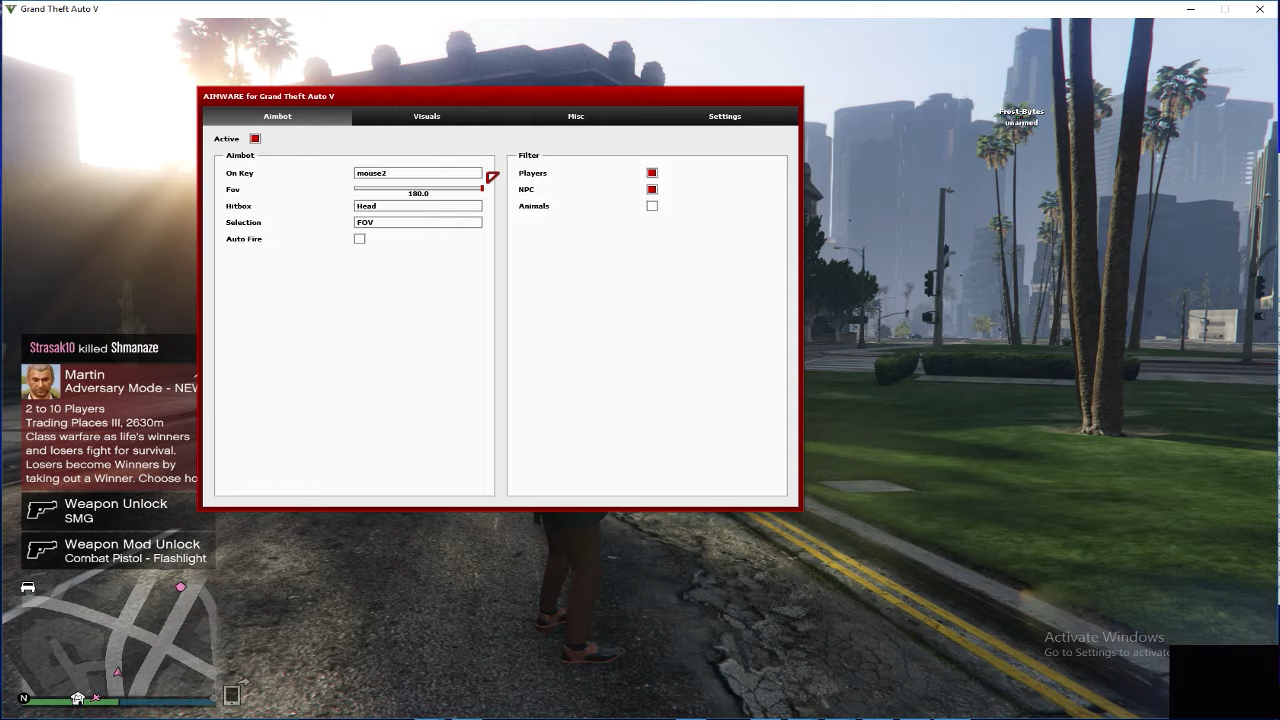 Grand Theft Auto V
AIMWARE for Grand Theft Auto V
Aimbot
Visuals
Misc
Settings
Active
Aimbot
On Key
mouse2
Fov
180.0
Hitbox
Head
Selection
FOV
Auto Fire
Filter
Players
NPC
Animals
Frost-Bytes
unarmed
Strasak10 killed Shmanaze
Martin
Adversary Mode - NEW
2 to 10 Players
Trading Places III, 2630m
Class warfare as life's winners
and losers fight for survival.
Losers become Winners by
taking out a Winner. Choose
Weapon Unlock
SMG
Weapon Mod Unlock
Combat Pistol - Flashlight
N
Activate Windows
Go to Settings to activate